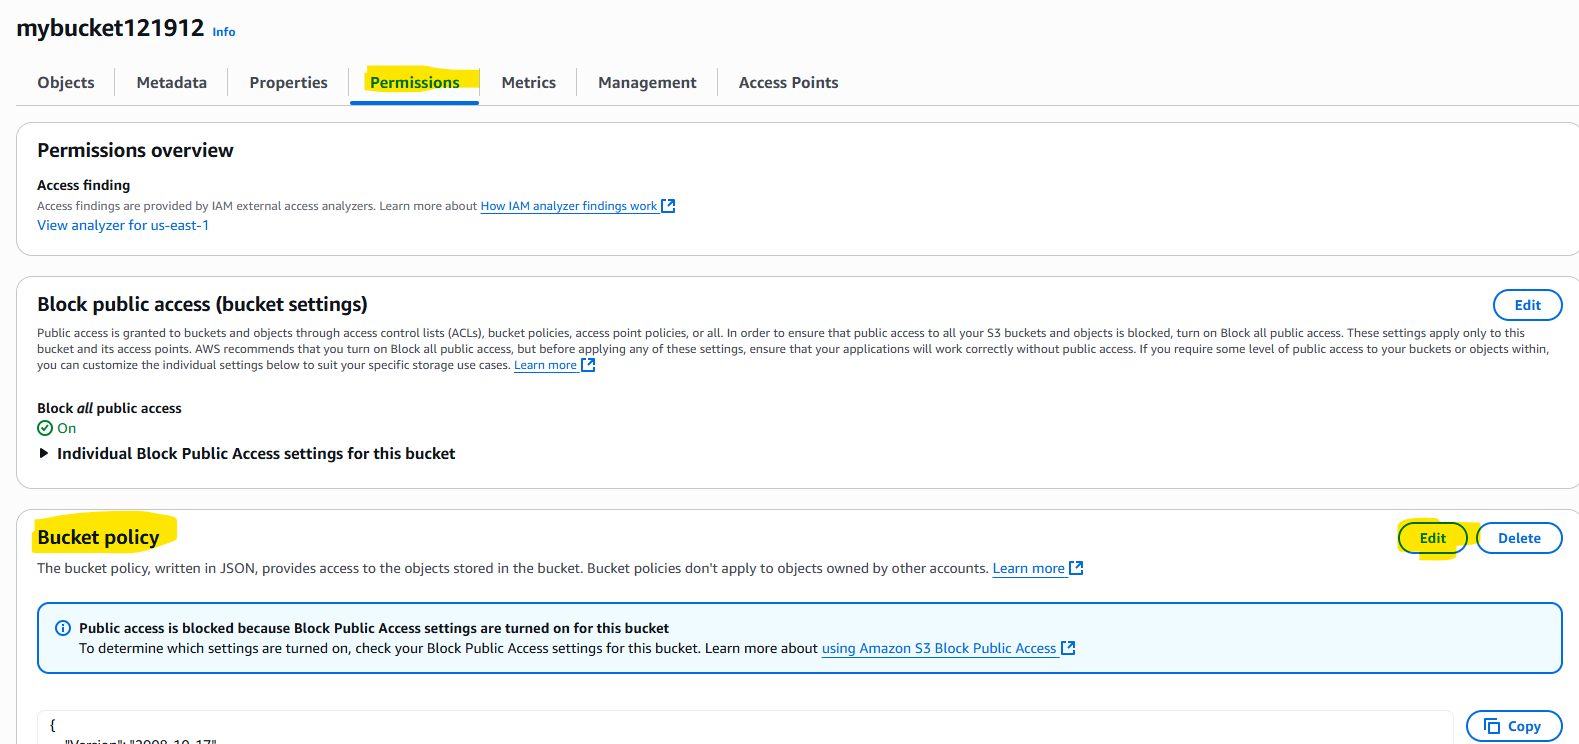 mybucket121912 Info
Objects Metadata Properties Permissions Metrics Management Access Points
Permissions overview
Access finding
Access findings are provided by IAM external access analyzers. Learn more about How IAM analyzer findings work
View analyzer for us-east-1
Block public access (bucket settings)
Edit
Public access is granted to buckets and objects through access control lists (ACLs), bucket policies, access point policies, or all. In order to ensure that public access to all your S3 buckets and objects is blocked, turn on Block all public access. These settings apply only to this
bucket and its access points. AWS recommends that you turn on Block all public access, but before applying any of these settings, ensure that your applications will work correctly without public access. If you require some level of public access to your buckets or objects within,
you can customize the individual settings below to suit your specific storage use cases. Learn more
Block all public access
On
Individual Block Public Access settings for this bucket
Bucket policy
Edit Delete
The bucket policy, written in JSON, provides access to the objects stored in the bucket. Bucket policies don't apply to objects owned by other accounts. Learn more
Public access is blocked because Block Public Access settings are turned on for this bucket
To determine which settings are turned on, check your Block Public Access settings for this bucket. Learn more about using Amazon S3 Block Public Access
{
Copy
"Version": "2008-10-17",